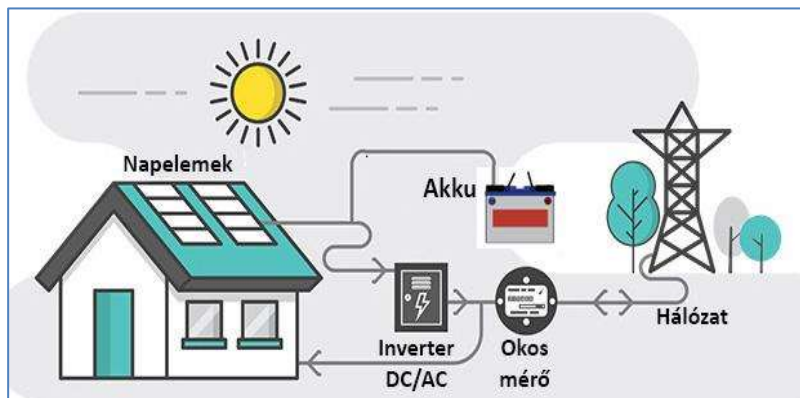 Napelemek
Akku
Inverter
DC/AC
Okos
mérő
Hálózat